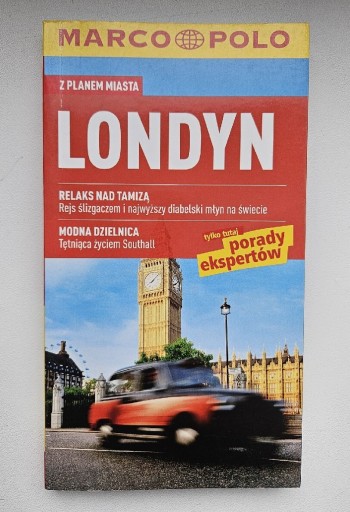 MARCO POLO
Z PLANEM MIASTA
LONDYN
RELAKS NAD TAMIZĄ
Rejs ślizgaczem i najwyższy diabelski młyn na świecie
MODNA DZIELNICA
Tętniąca życiem Southall
tylko tutaj
porady
ekspertów